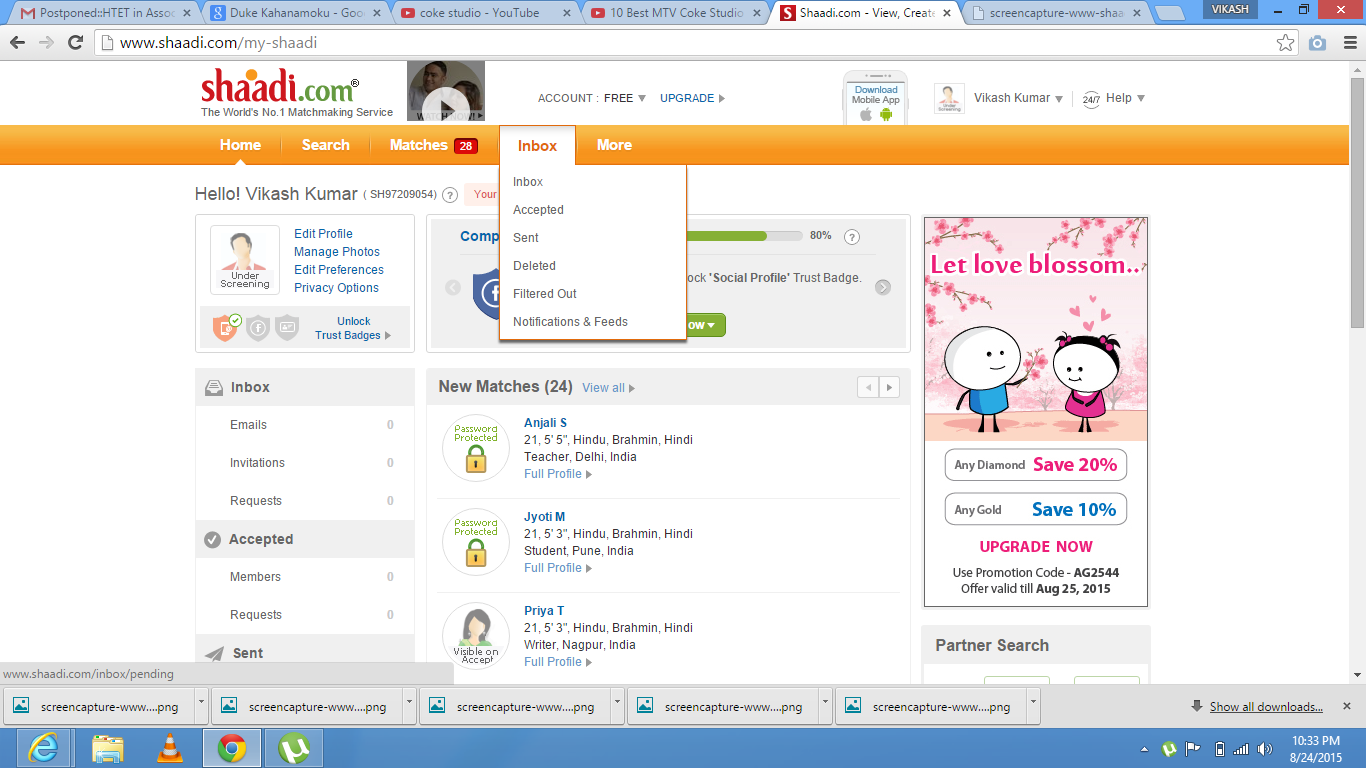 Postponed::HTET in Assoc
Duke Kahanamoku - Goo
coke studio - YouTube
10 Best MTV Coke Studio
Shaadi.com - View, Create
screencapture-www-shaa
VIKASH
www.shaadi.com/my-shaadi
shaadi.com®
The World's No.1 Matchmaking Service
WATCH NOW!
ACCOUNT : FREE
UPGRADE
Download
Mobile App
Under
Screening
Vikash Kumar
24/7 Help
Home
Search
Matches 28
Inbox
More
Inbox
Accepted
Sent
Deleted
Filtered Out
Notifications & Feeds
Hello! Vikash Kumar ( SH97209054) ?
Your
Under
Screening
Edit Profile
Manage Photos
Edit Preferences
Privacy Options
Unlock
Trust Badges
Comp
80% ?
ock 'Social Profile' Trust Badge.
ow
Inbox
Emails 0
Invitations 0
Requests 0
Accepted
Members 0
Requests 0
Sent
New Matches (24) View all
Password
Protected
Anjali S
21, 5' 5", Hindu, Brahmin, Hindi
Teacher, Delhi, India
Full Profile
Password
Protected
Jyoti M
21, 5' 3", Hindu, Brahmin, Hindi
Student, Pune, India
Full Profile
Visible on
Accept
Priya T
21, 5' 3", Hindu, Brahmin, Hindi
Writer, Nagpur, India
Full Profile
Let love blossom..
Any Diamond Save 20%
Any Gold Save 10%
UPGRADE NOW
Use Promotion Code - AG2544
Offer valid till Aug 25, 2015
Partner Search
www.shaadi.com/inbox/pending
screencapture-www....png
screencapture-www....png
screencapture-www....png
screencapture-www....png
screencapture-www....png
Show all downloads...
10:33 PM
8/24/2015